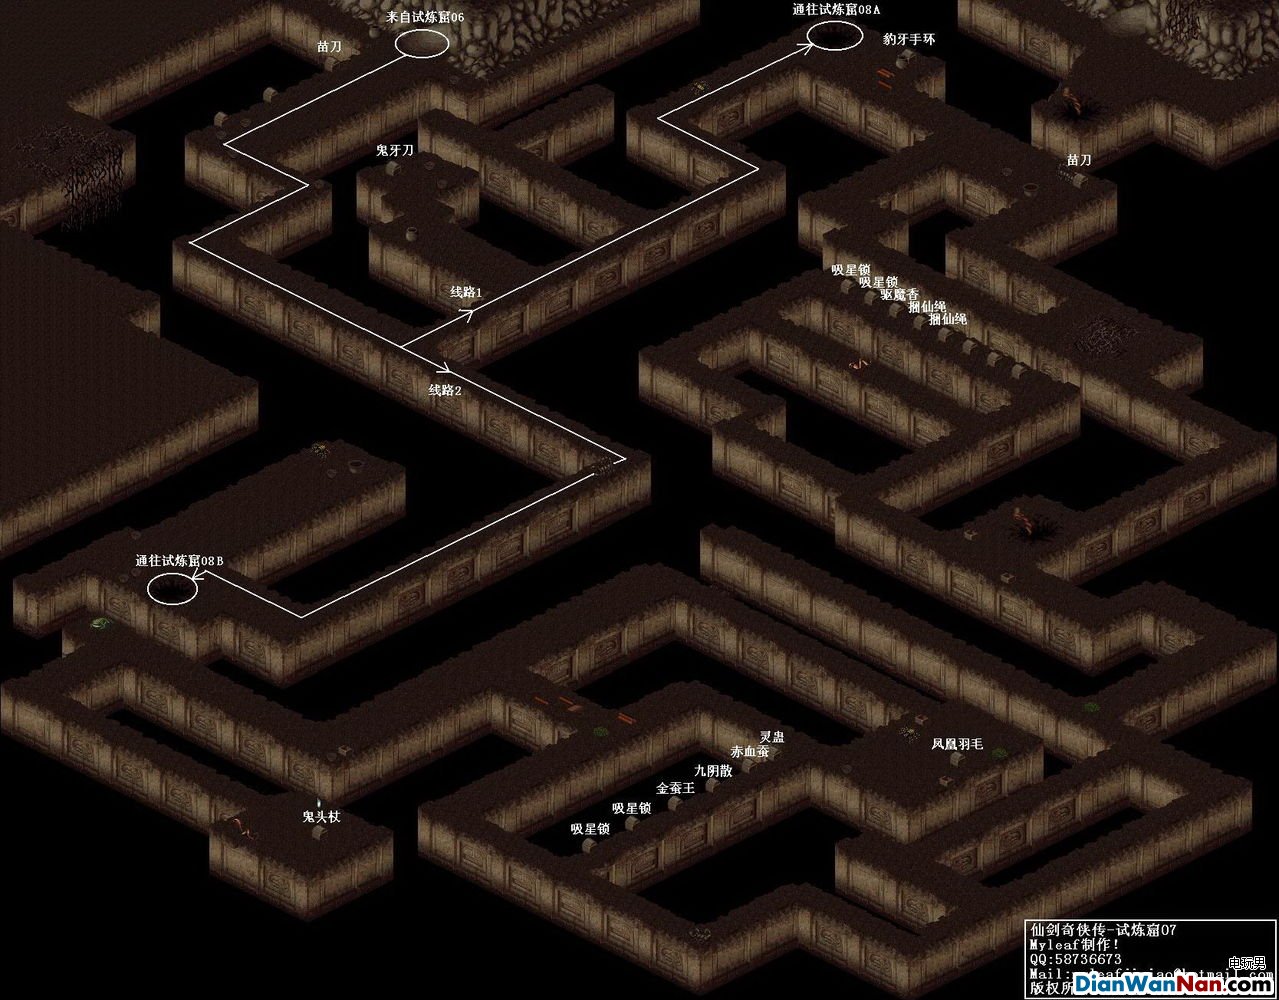 来自试炼窟06
通往试炼窟08A
苗刀
豹牙手环
鬼牙刀
苗刀
吸星锁
吸星锁
驱魔香
捆仙绳
捆仙绳
线路1
线路2
通往试炼窟08B
灵蛊
赤血蚕
凤凰羽毛
九阴散
金蚕王
吸星锁
鬼头杖
吸星锁
仙剑奇侠传-试炼窟07
Myleaf制作!
QQ:58736673
电玩男
Mail:
版权所
DianWanNan.com